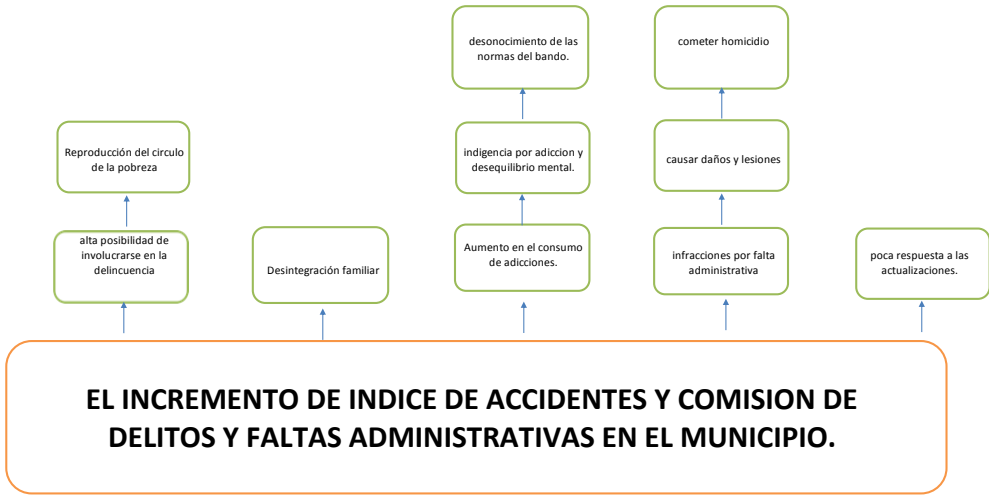 desonocimiento de las
normas del bando.
cometer homicidio
Reproducción del circulo
de la pobreza
indigencia por adiccion y
desequilibrio mental.
causar daños y lesiones
alta posibilidad de
involucrarse en la
delincuencia
Desintegración familiar
Aumento en el consumo
de adicciones.
infracciones por falta
administrativa
poca respuesta a las
actualizaciones.
EL INCREMENTO DE INDICE DE ACCIDENTES Y COMISION DE
DELITOS Y FALTAS ADMINISTRATIVAS EN EL MUNICIPIO.